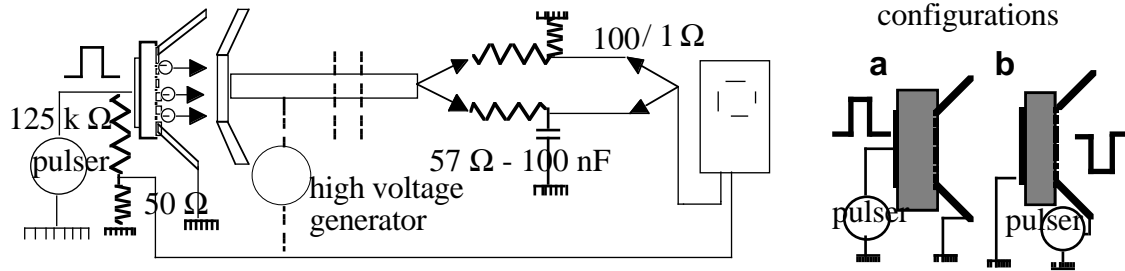 configurations
100/ 1 Ω
a
b
125 k Ω
pulser
57 Ω - 100 nF
50 Ω
high voltage
generator
pulser
pulser